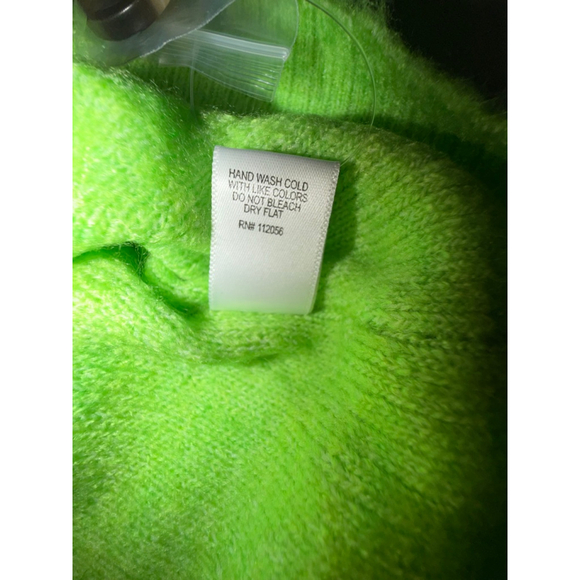 HAND WASH COLD
WITH LIKE COLORS
DO NOT BLEACH
DRY FLAT
RN# 112056